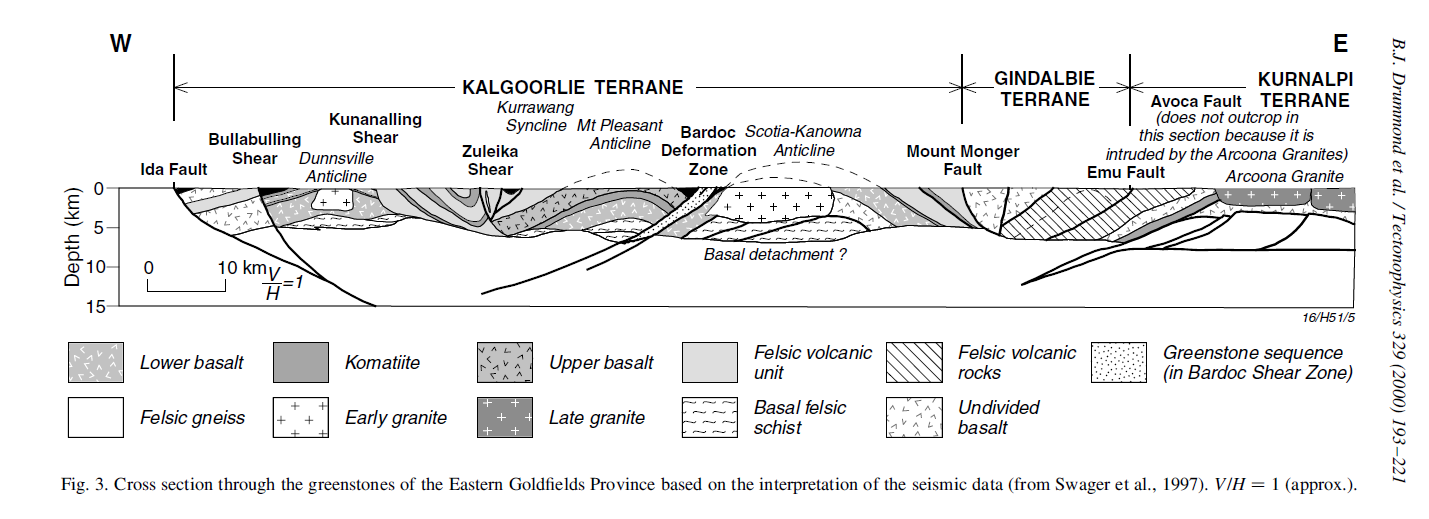 W
E
KALGOORLIE TERRANE
GINDALBIE
TERRANE
KURNALPI
TERRANE
Kurrawang
Syncline
Mt Pleasant
Anticline
Avoca Fault
(does not outcrop in
this section because it is
intruded by the Arcoona Granites)
Kunanalling
Shear
Bullabulling
Shear
Dunnsville
Anticline
Ida Fault
Zuleika
Shear
Bardoc
Deformation
Zone
Scotia-Kanowna
Anticline
Mount Monger
Fault
Emu Fault
Arcoona Granite
Depth (km)
0
5
10
15
0 10 km
V/H=1
Basal detachment ?
16/H51/5
Lower basalt
Komatiite
Upper basalt
Felsic volcanic
unit
Felsic volcanic
rocks
Greenstone sequence
(in Bardoc Shear Zone)
Felsic gneiss
Early granite
Late granite
Basal felsic
schist
Undivided
basalt
Fig. 3. Cross section through the greenstones of the Eastern Goldfields Province based on the interpretation of the seismic data (from Swager et al., 1997). V/H = 1 (approx.).
B.J. Drummond et al. / Tectonophysics 329 (2000) 193–221